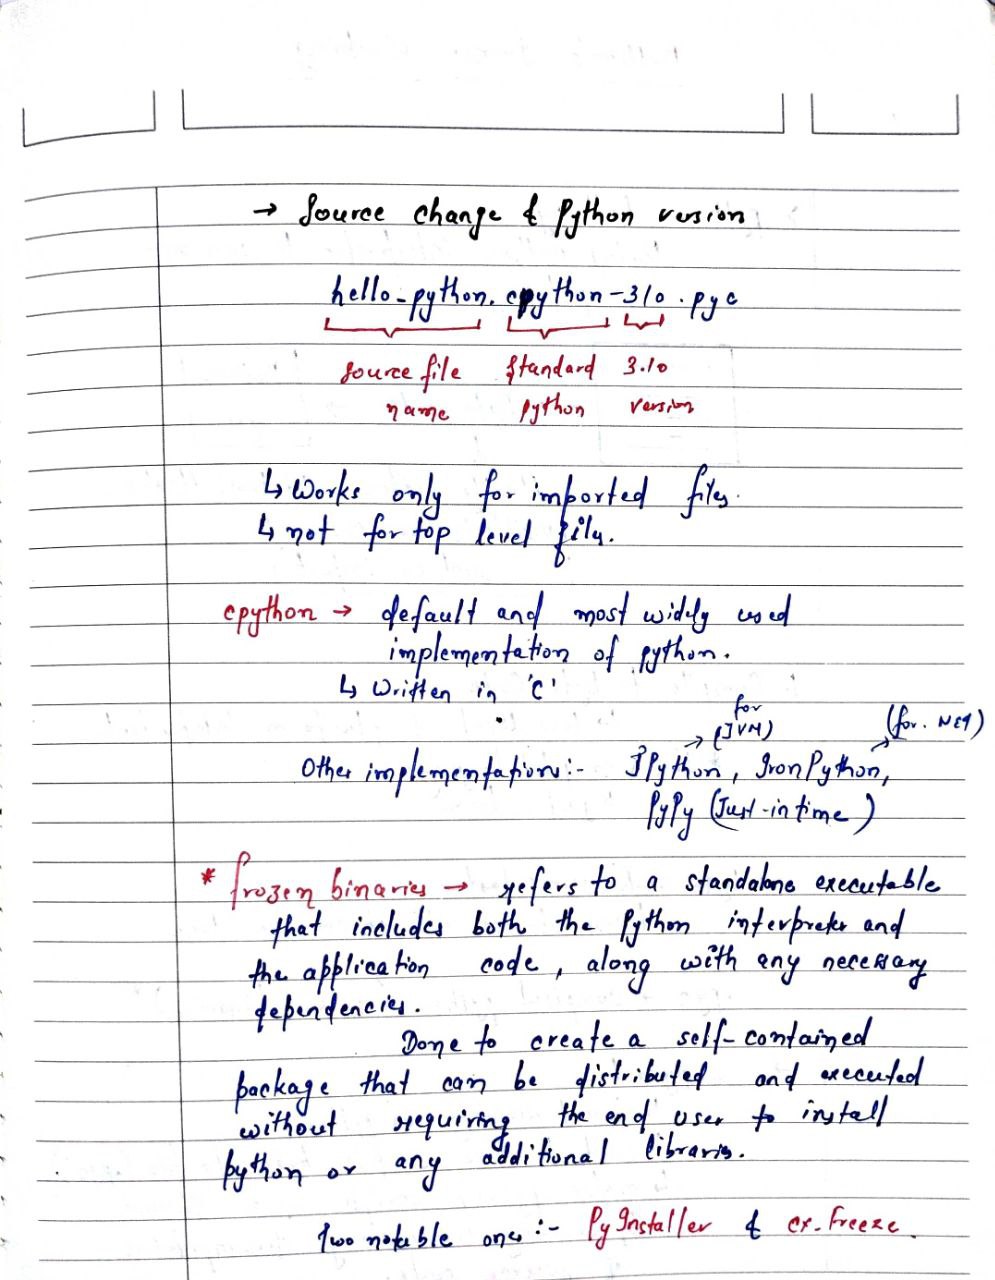 → Source change & Python version
hello-python.cpython-310.pyc
source file standard 3.10
name python version
↳ Works only for imported files.
↳ not for top level files.
cpython → default and most widely used
implementation of python.
↳ Written in 'C'
for
→ (JVM) (for .NET)
Other implementations:- JPython, IronPython,
PyPy (Just-in time)
* frozen binaries → refers to a standalone executable
that includes both the Python interpreter and
the application code, along with any necessary
dependencies.
Done to create a self-contained
package that can be distributed and executed
without requiring the end user to install
python or any additional libraries.
Two notable ones :- PyInstaller & cx-Freeze